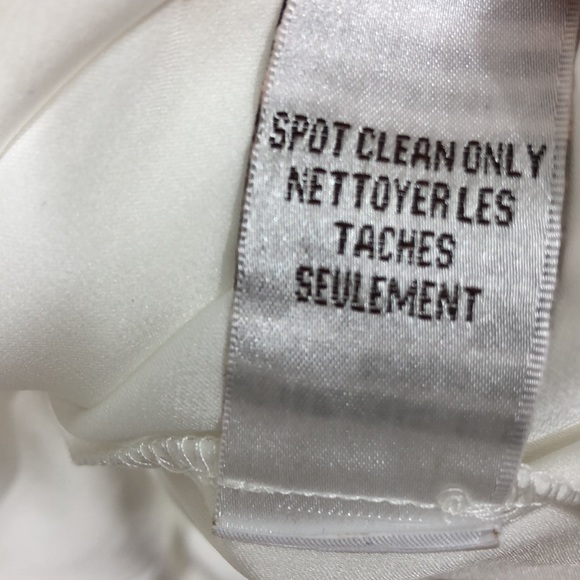 SPOT CLEAN ONLY
NETTOYER LES
TACHES
SEULEMENT